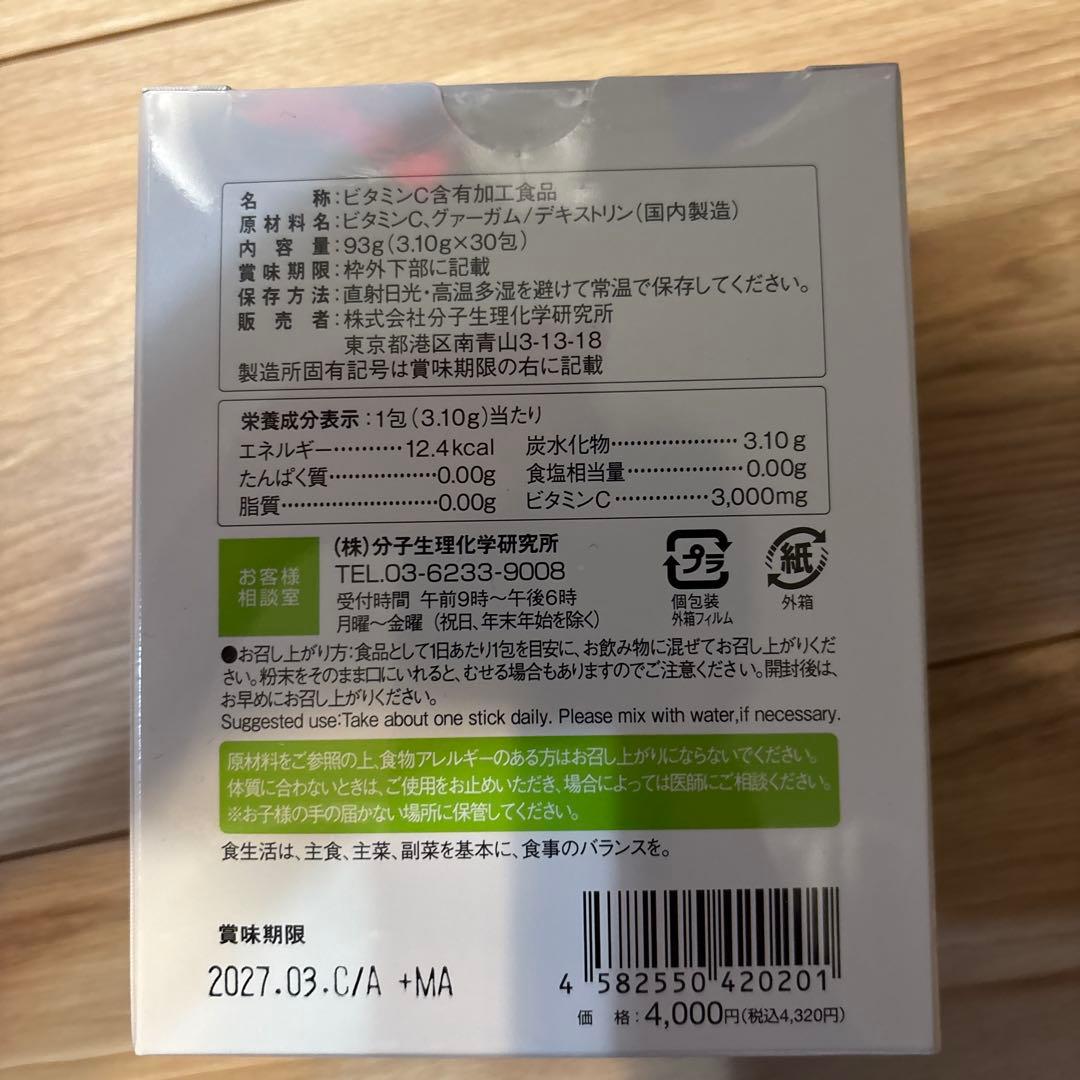 名称:ビタミンC含有加工食品
原材料名:ビタミンC、グァーガム/デキストリン(国内製造)
内容量:93g(3.10g×30包)
賞味期限:枠外下部に記載
保存方法:直射日光・高温多湿を避けて常温で保存してください。
販売者:株式会社分子生理化学研究所
東京都港区南青山3-13-18
製造所固有記号は賞味期限の右に記載
栄養成分表示:1包(3.10g)当たり
エネルギー………12.4kcal 炭水化物………3.10g
たんぱく質………0.00g 食塩相当量………0.00g
脂質………0.00g ビタミンC………3,000mg
お客様
相談室
(株)分子生理化学研究所
TEL.03-6233-9008
受付時間 午前9時〜午後6時
月曜〜金曜 (祝日、年末年始を除く)
プラ
個包装
外箱フィルム
紙
外箱
●お召し上がり方:食品として1日あたり1包を目安に、お飲み物に混ぜてお召し上がりくだ
さい。粉末をそのまま口にいれると、むせる場合もありますのでご注意ください。開封後は、
お早めにお召し上がりください。
Suggested use:Take about one stick daily. Please mix with water,if necessary.
原材料をご参照の上、食物アレルギーのある方はお召し上がりにならないでください。
体質に合わないときは、ご使用をお止めいただき、場合によっては医師にご相談ください。
※お子様の手の届かない場所に保管してください。
食生活は、主食、主菜、副菜を基本に、食事のバランスを。
賞味期限
2027.03.C/A +MA
4 582550 420201
価格:4,000円(税込4,320円)